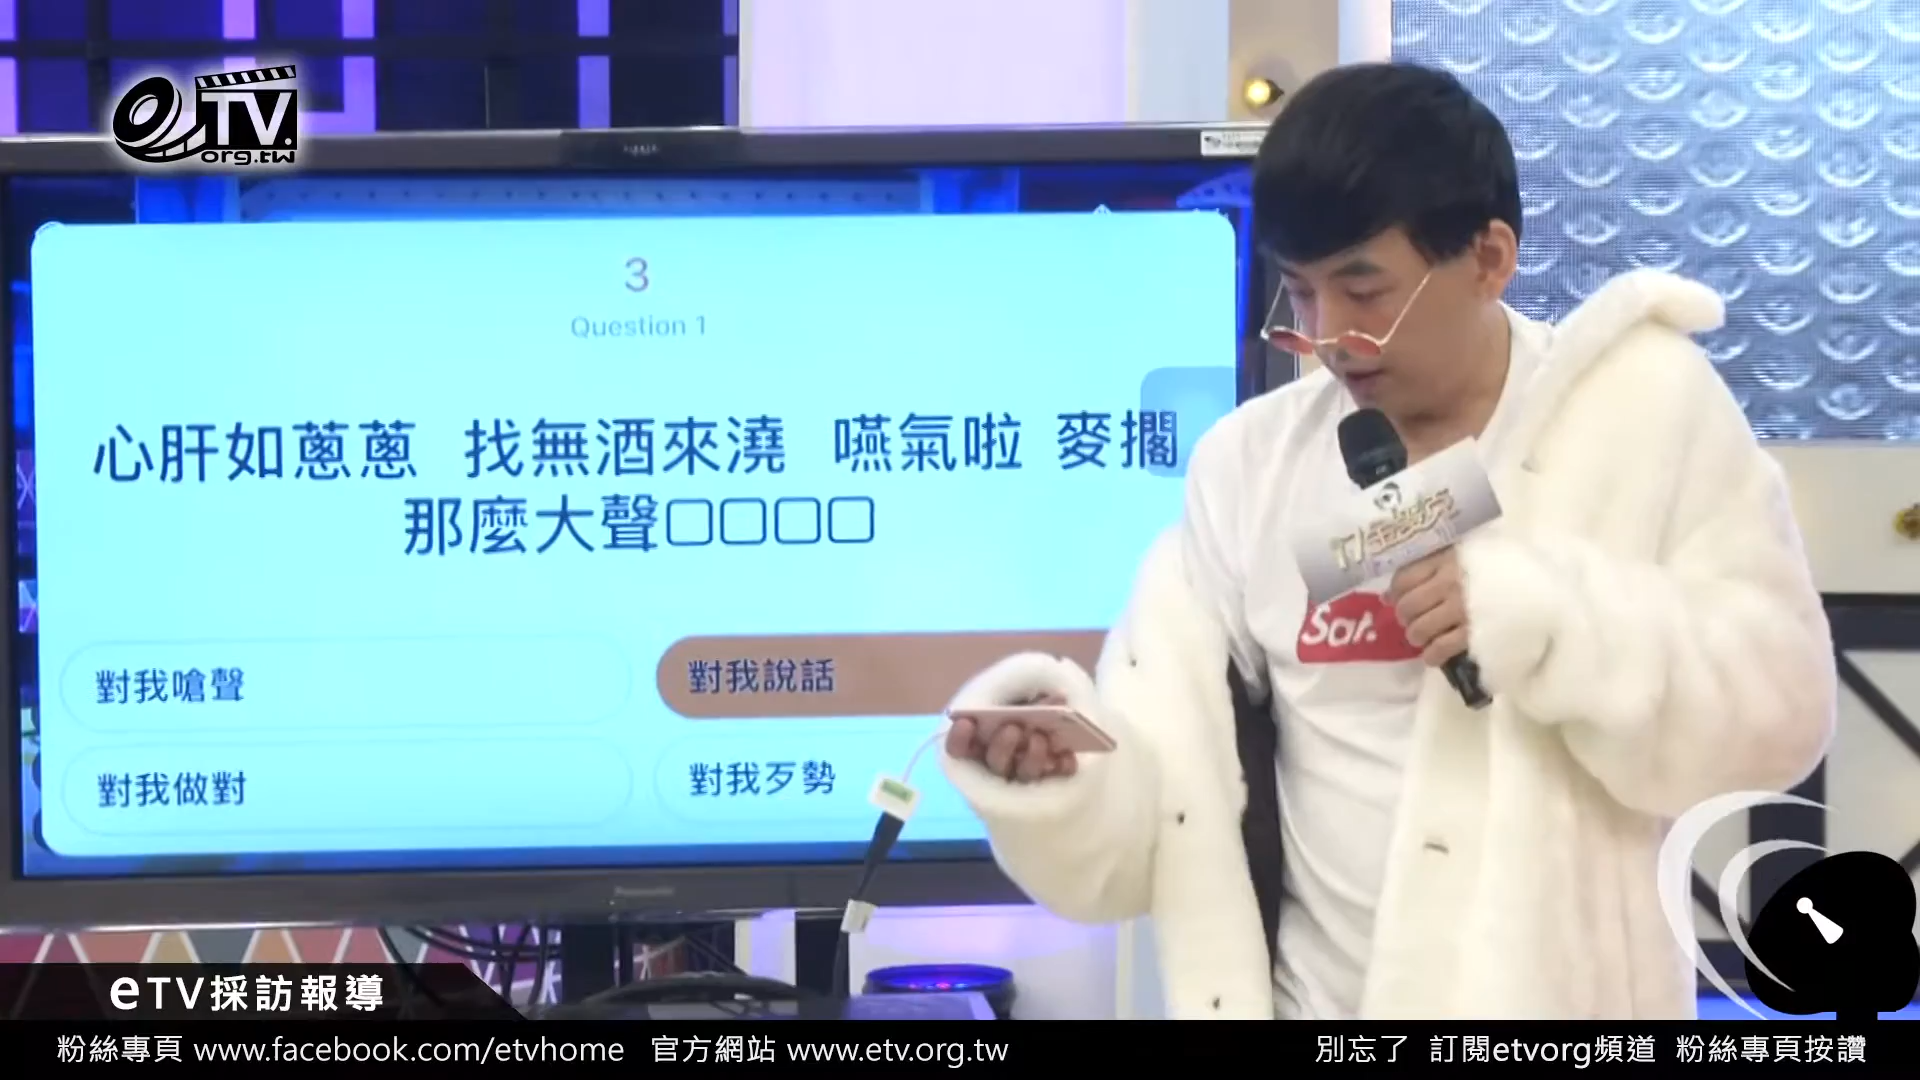 eTV.
org.tw
3
Question 1
心肝如蔥蔥 找無酒來澆 嚥氣啦 麥擱
那麼大聲□□□□
對我嗆聲
對我說話
對我做對
對我歹勢
Sat.
eTV採訪報導
粉絲專頁 www.facebook.com/etvhome 官方網站 www.etv.org.tw
別忘了 訂閱etvorg頻道 粉絲專頁按讚